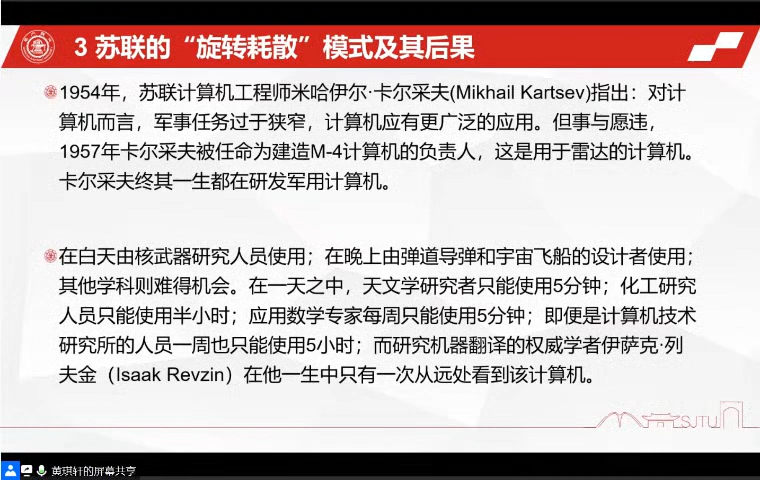 3 苏联的“旋转耗散”模式及其后果
1954年，苏联计算机工程师米哈伊尔·卡尔采夫(Mikhail Kartsev)指出：对计
算机而言，军事任务过于狭窄，计算机应有更广泛的应用。但事与愿违，
1957年卡尔采夫被任命为建造M-4计算机的负责人，这是用于雷达的计算机。
卡尔采夫终其一生都在研发军用计算机。
在白天由核武器研究人员使用；在晚上由弹道导弹和宇宙飞船的设计者使用；
其他学科则难得机会。在一天之中，天文学研究者只能使用5分钟；化工研究
人员只能使用半小时；应用数学专家每周只能使用5分钟；即便是计算机技术
研究所的人员一周也只能使用5小时；而研究机器翻译的权威学者伊萨克·列
夫金（Isaak Revzin）在他一生中只有一次从远处看到该计算机。
SJTU
黄琪轩的屏幕共享